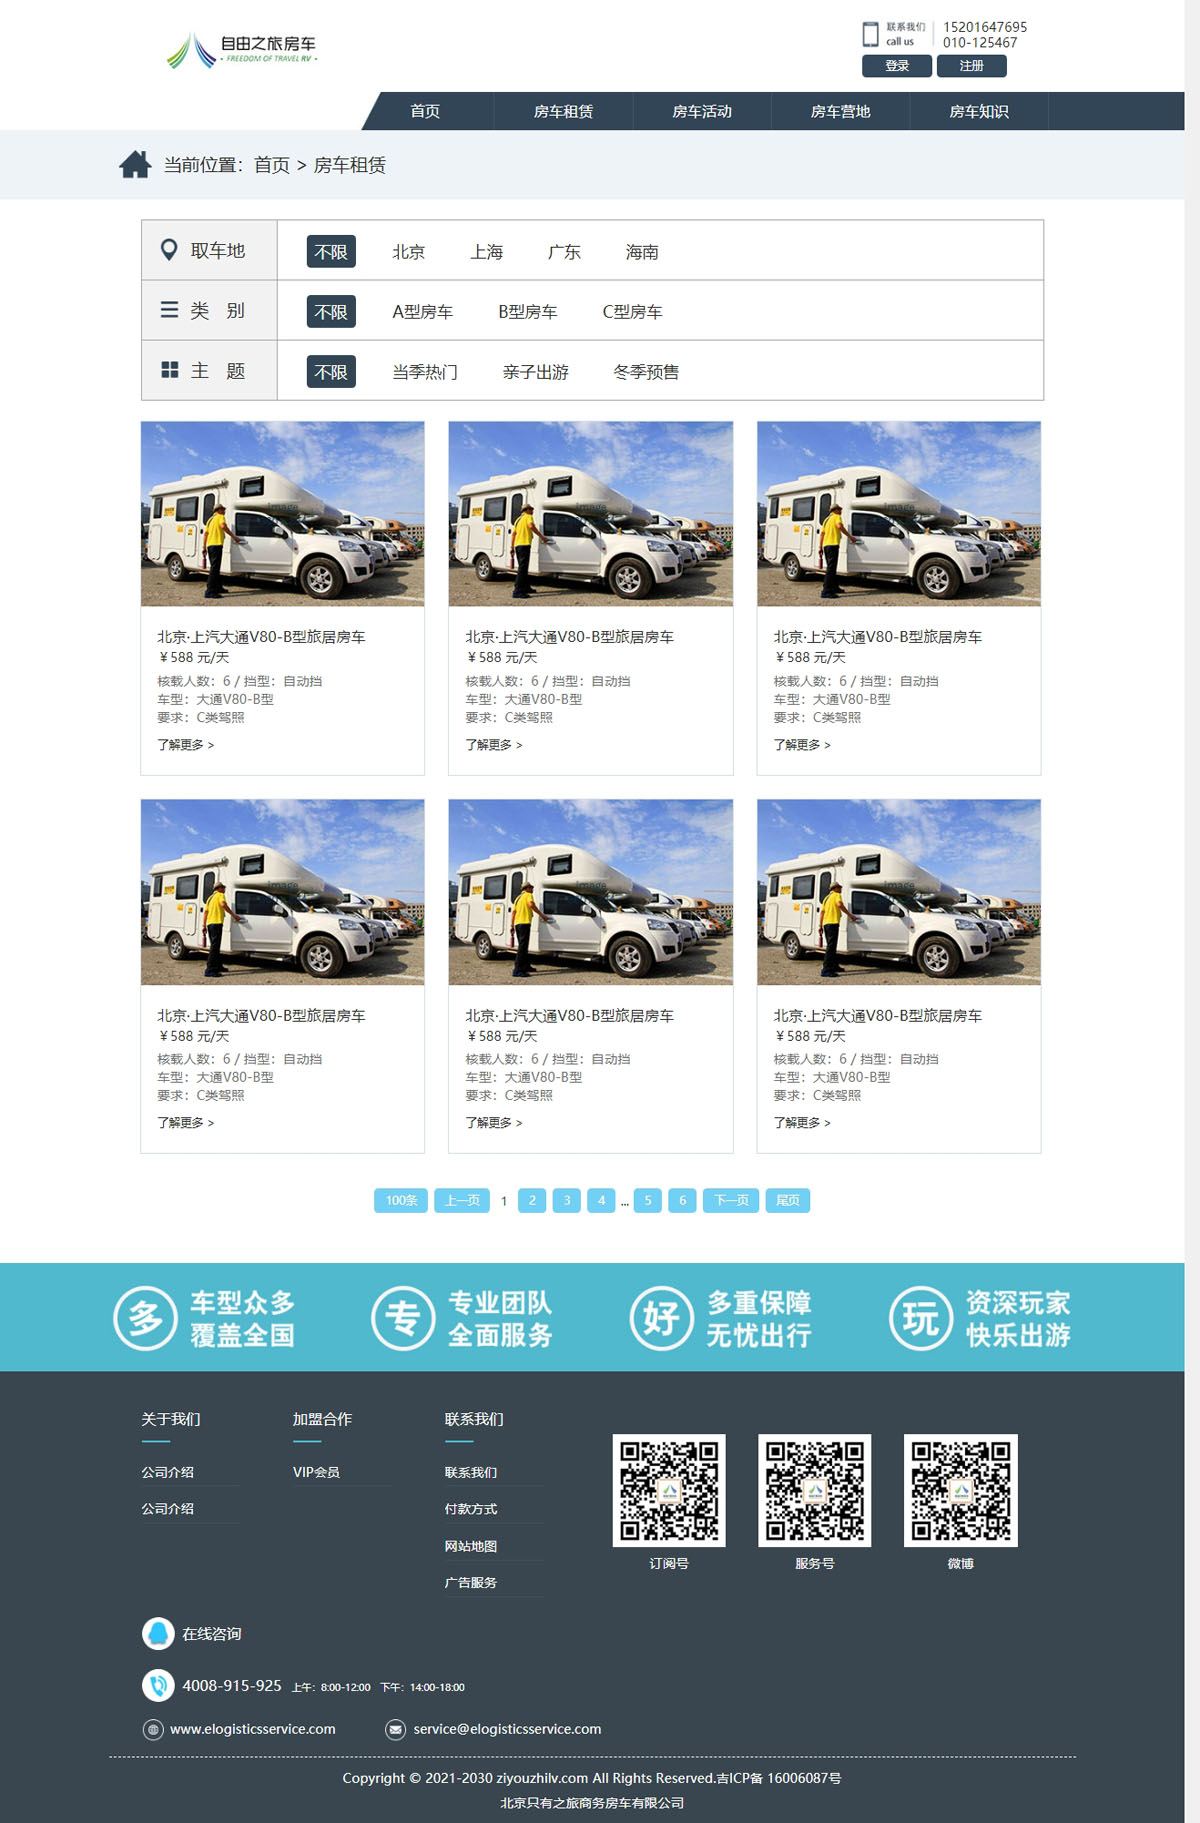 自由之旅房车
· FREEDOM OF TRAVEL RV ·
联系我们
call us
15201647695
010-125467
登录 注册
首页 房车租赁 房车活动 房车营地 房车知识
当前位置：首页 > 房车租赁
取车地 不限 北京 上海 广东 海南
类 别 不限 A型房车 B型房车 C型房车
主 题 不限 当季热门 亲子出游 冬季预售
北京·上汽大通V80-B型旅居房车 北京·上汽大通V80-B型旅居房车 北京·上汽大通V80-B型旅居房车
￥588 元/天 ￥588 元/天 ￥588 元/天
核载人数：6 / 挡型：自动挡 核载人数：6 / 挡型：自动挡 核载人数：6 / 挡型：自动挡
车型：大通V80-B型 车型：大通V80-B型 车型：大通V80-B型
要求：C类驾照 要求：C类驾照 要求：C类驾照
了解更多 > 了解更多 > 了解更多 >
北京·上汽大通V80-B型旅居房车 北京·上汽大通V80-B型旅居房车 北京·上汽大通V80-B型旅居房车
￥588 元/天 ￥588 元/天 ￥588 元/天
核载人数：6 / 挡型：自动挡 核载人数：6 / 挡型：自动挡 核载人数：6 / 挡型：自动挡
车型：大通V80-B型 车型：大通V80-B型 车型：大通V80-B型
要求：C类驾照 要求：C类驾照 要求：C类驾照
了解更多 > 了解更多 > 了解更多 >
100条 上一页 1 2 3 4 ... 5 6 下一页 尾页
多 车型众多 专 专业团队 好 多重保障 玩 资深玩家
覆盖全国 全面服务 无忧出行 快乐出游
关于我们 加盟合作 联系我们
公司介绍 VIP会员 联系我们
公司介绍 付款方式
网站地图
广告服务
订阅号 服务号 微博
在线咨询
4008-915-925 上午：8:00-12:00 下午：14:00-18:00
www.elogisticsservice.com service@elogisticsservice.com
Copyright © 2021-2030 ziyouzhilv.com All Rights Reserved.吉ICP备 16006087号
北京只有之旅商务房车有限公司